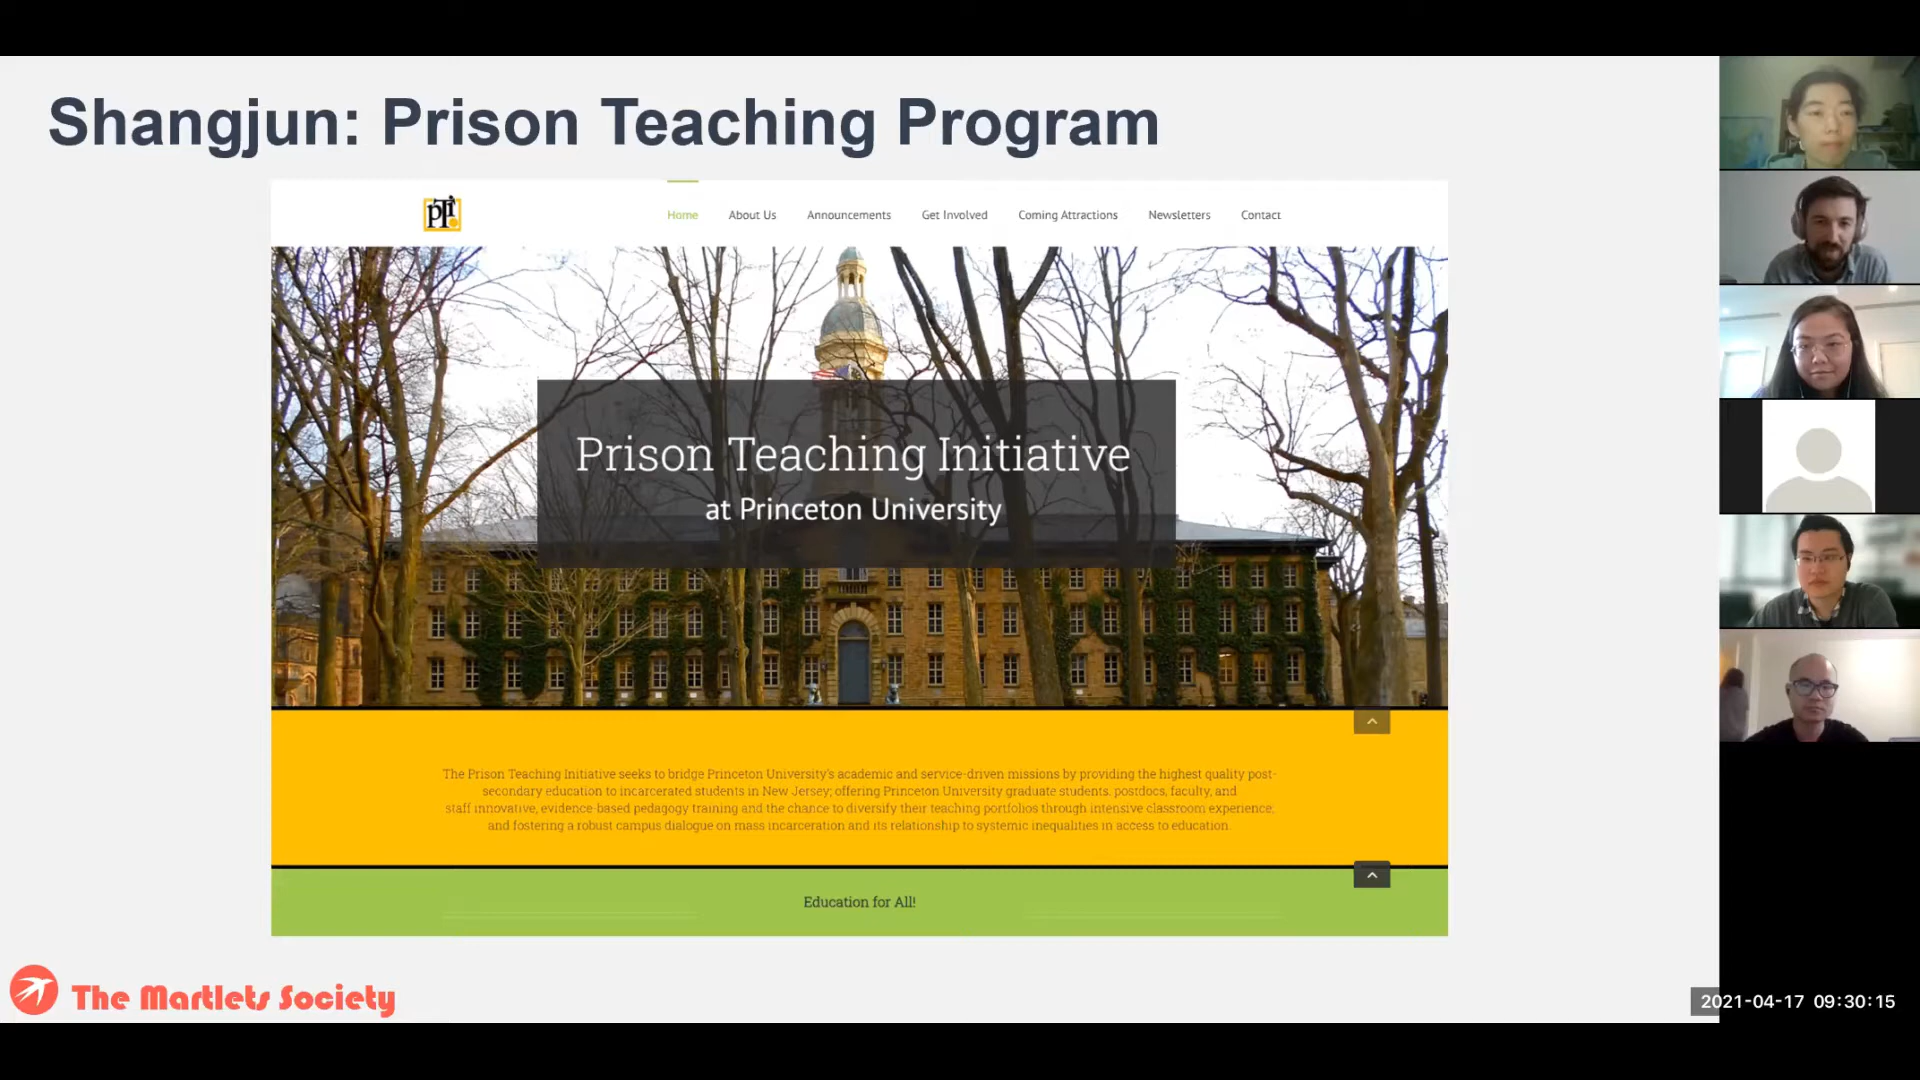 Shangjun: Prison Teaching Program
pTi
Home About Us Announcements Get Involved Coming Attractions Newsletters Contact
Prison Teaching Initiative
at Princeton University
The Prison Teaching Initiative seeks to bridge Princeton University's academic and service-driven missions by providing the highest quality post-
secondary education to incarcerated students in New Jersey; offering Princeton University graduate students, postdocs, faculty, and
staff innovative, evidence-based pedagogy training and the chance to diversify their teaching portfolios through intensive classroom experience;
and fostering a robust campus dialogue on mass incarceration and its relationship to systemic inequalities in access to education.
Education for All!
The Martlets Society
2021-04-17 09:30:15